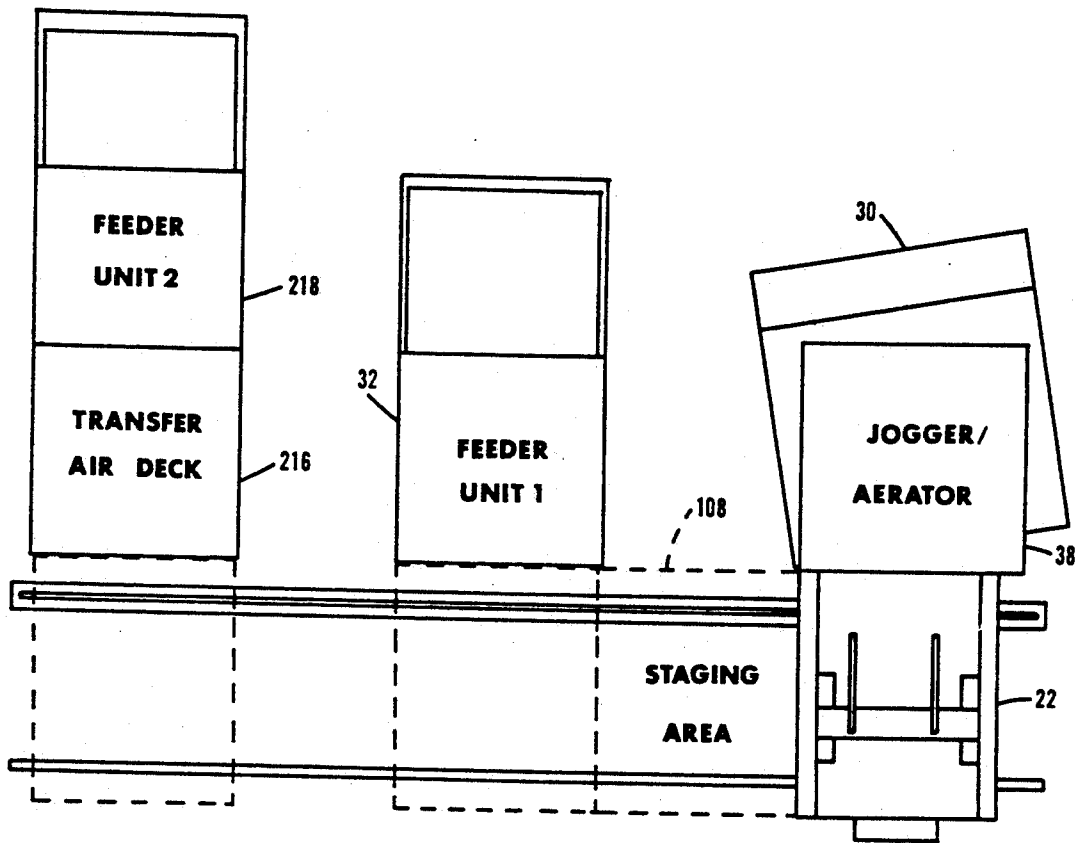 FEEDER
UNIT 2
218
TRANSFER
AIR DECK
216
32
FEEDER
UNIT 1
30
JOGGER/
AERATOR
108
38
STAGING
AREA
22